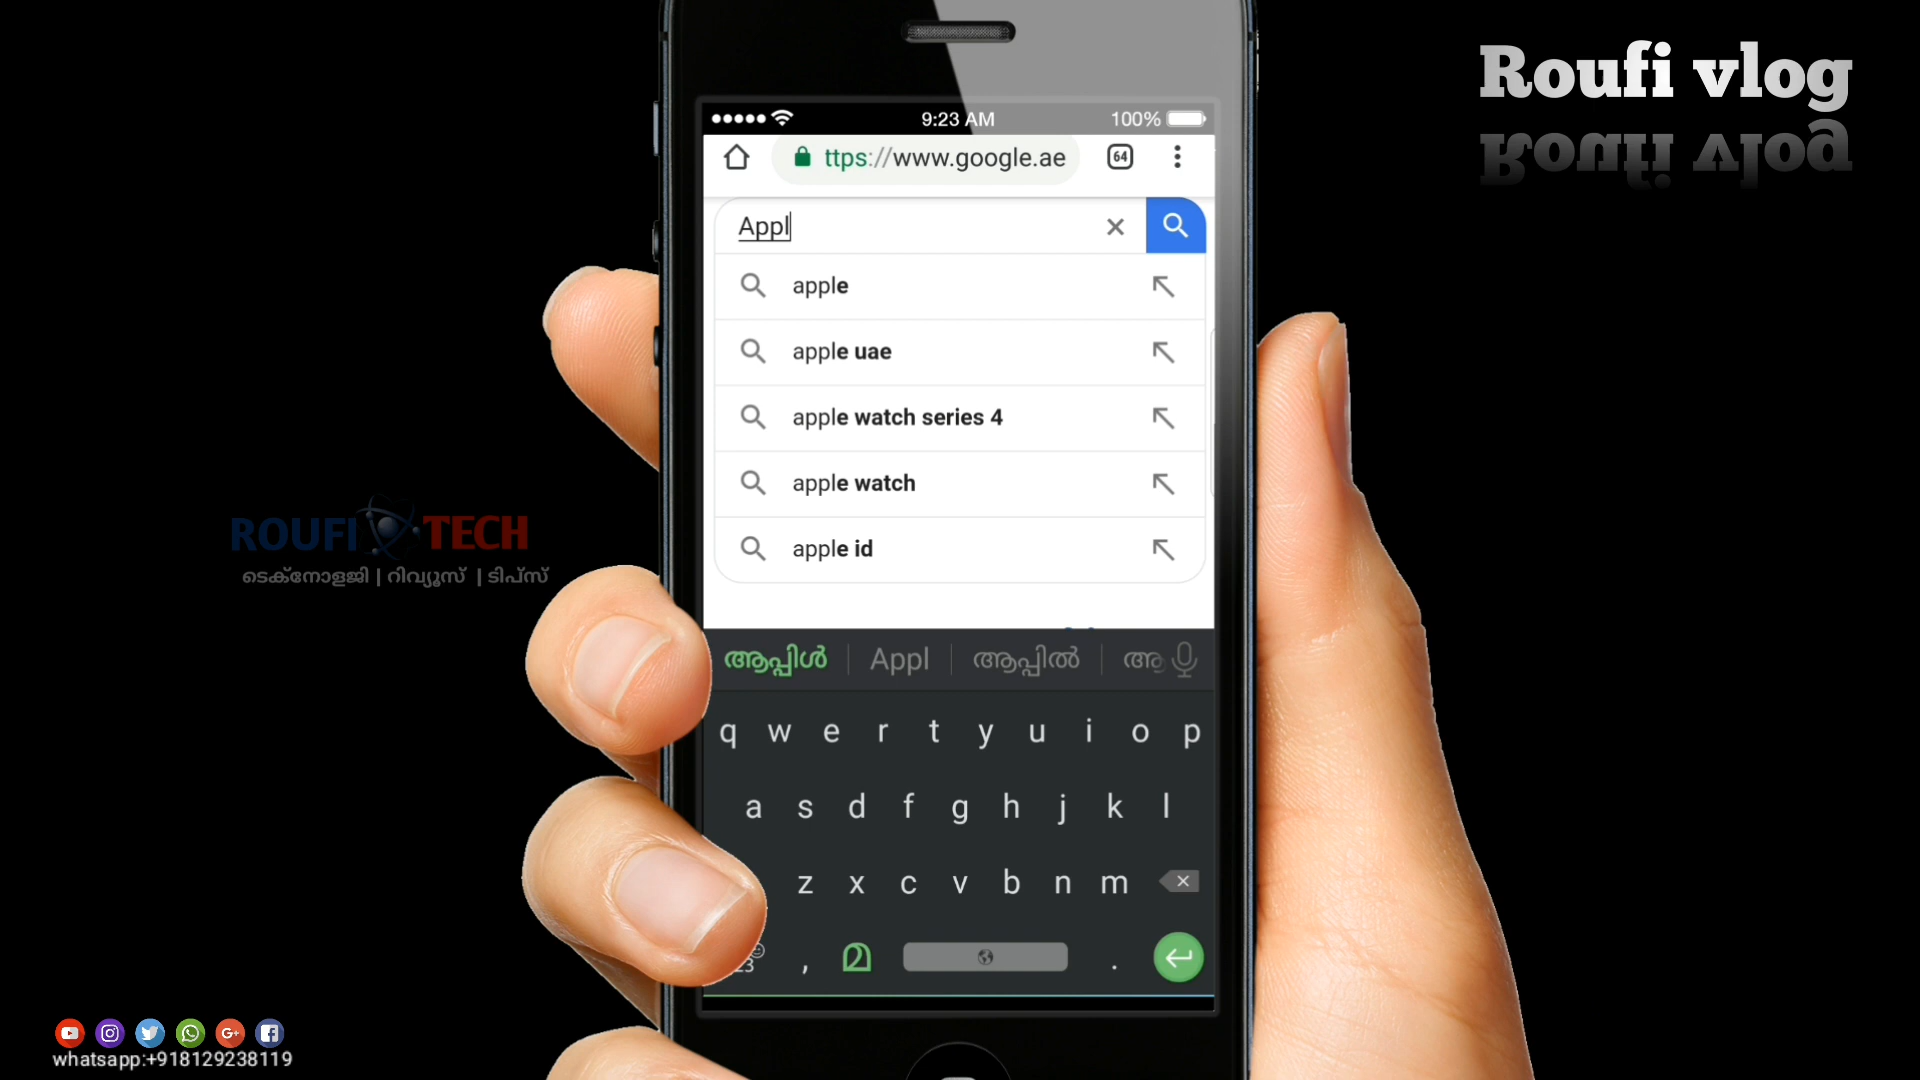 Roufi vlog
9:23 AM
100%
ttps://www.google.ae
64
Appl
apple
apple uae
apple watch series 4
apple watch
apple id
ROUFI TECH
ടെക്നോളജി | റിവ്യൂസ് | ടിപ്സ്
ആപ്പിൾ
Appl
ആപ്പിൽ
ആ
q w e r t y u i o p
a s d f g h j k l
z x c v b n m
23 , മ .
whatsapp:+918129238119